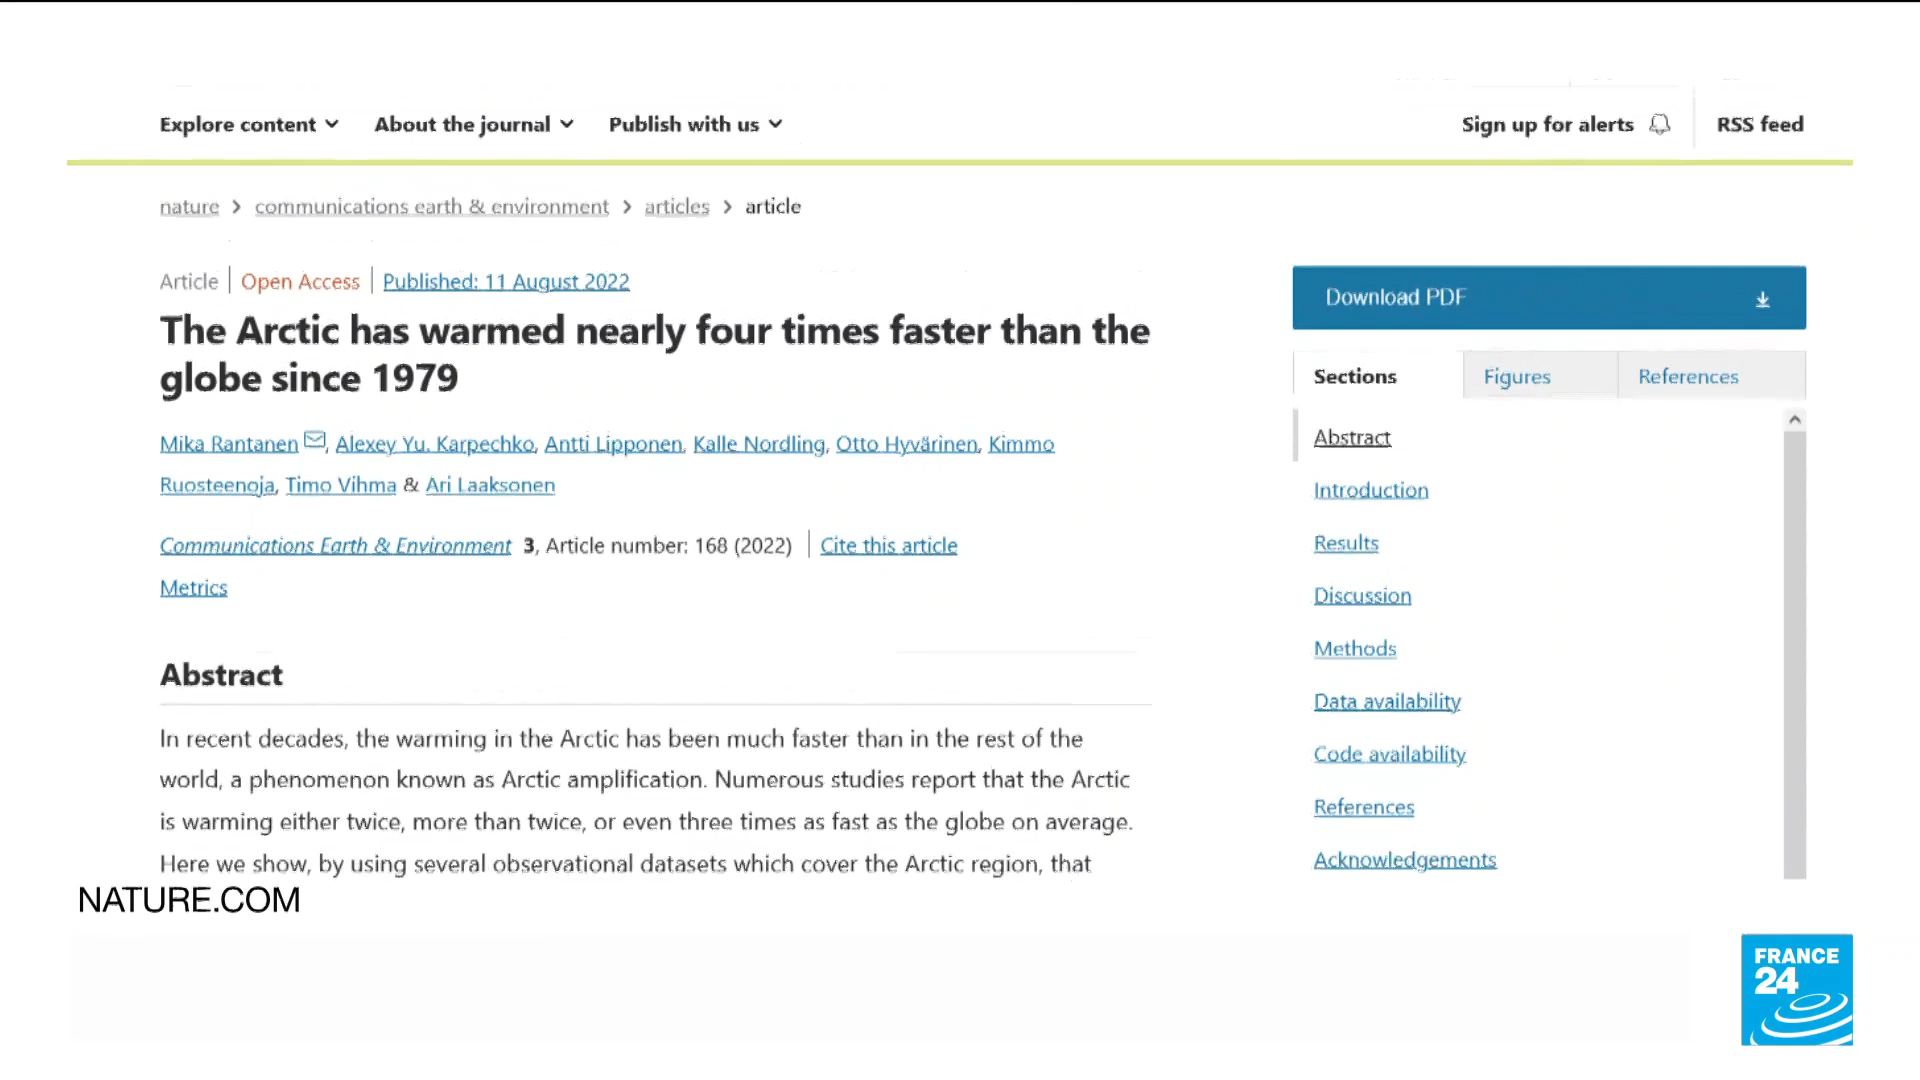 Explore content About the journal Publish with us Sign up for alerts RSS feed
nature > communications earth & environment > articles > article
Article | Open Access | Published: 11 August 2022
The Arctic has warmed nearly four times faster than the
globe since 1979
Mika Rantanen, Alexey Yu. Karpechko, Antti Lipponen, Kalle Nordling, Otto Hyvärinen, Kimmo
Ruosteenoja, Timo Vihma & Ari Laaksonen
Communications Earth & Environment 3, Article number: 168 (2022) | Cite this article
Metrics
Abstract
In recent decades, the warming in the Arctic has been much faster than in the rest of the
world, a phenomenon known as Arctic amplification. Numerous studies report that the Arctic
is warming either twice, more than twice, or even three times as fast as the globe on average.
Here we show, by using several observational datasets which cover the Arctic region, that
Download PDF
Sections Figures References
Abstract
Introduction
Results
Discussion
Methods
Data availability
Code availability
References
Acknowledgements
NATURE.COM
FRANCE
24